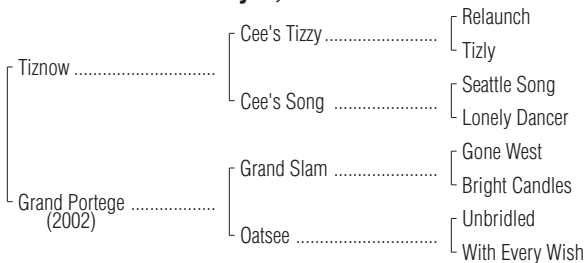 Relaunch
Cee's Tizzy
Tizly
Tiznow
Seattle Song
Cee's Song
Lonely Dancer
Gone West
Grand Slam
Bright Candles
Grand Portege
(2002)
Unbridled
Oatsee
With Every Wish